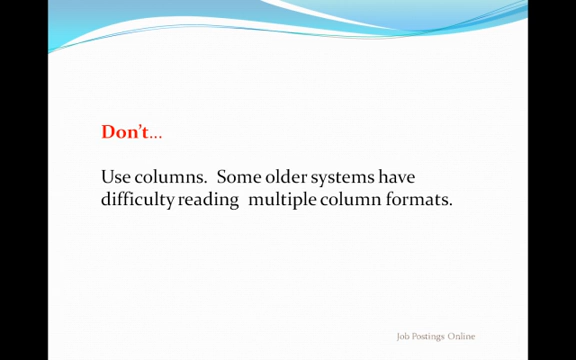 Don't...
Use columns. Some older systems have
difficulty reading multiple column formats.
Job Postings Online